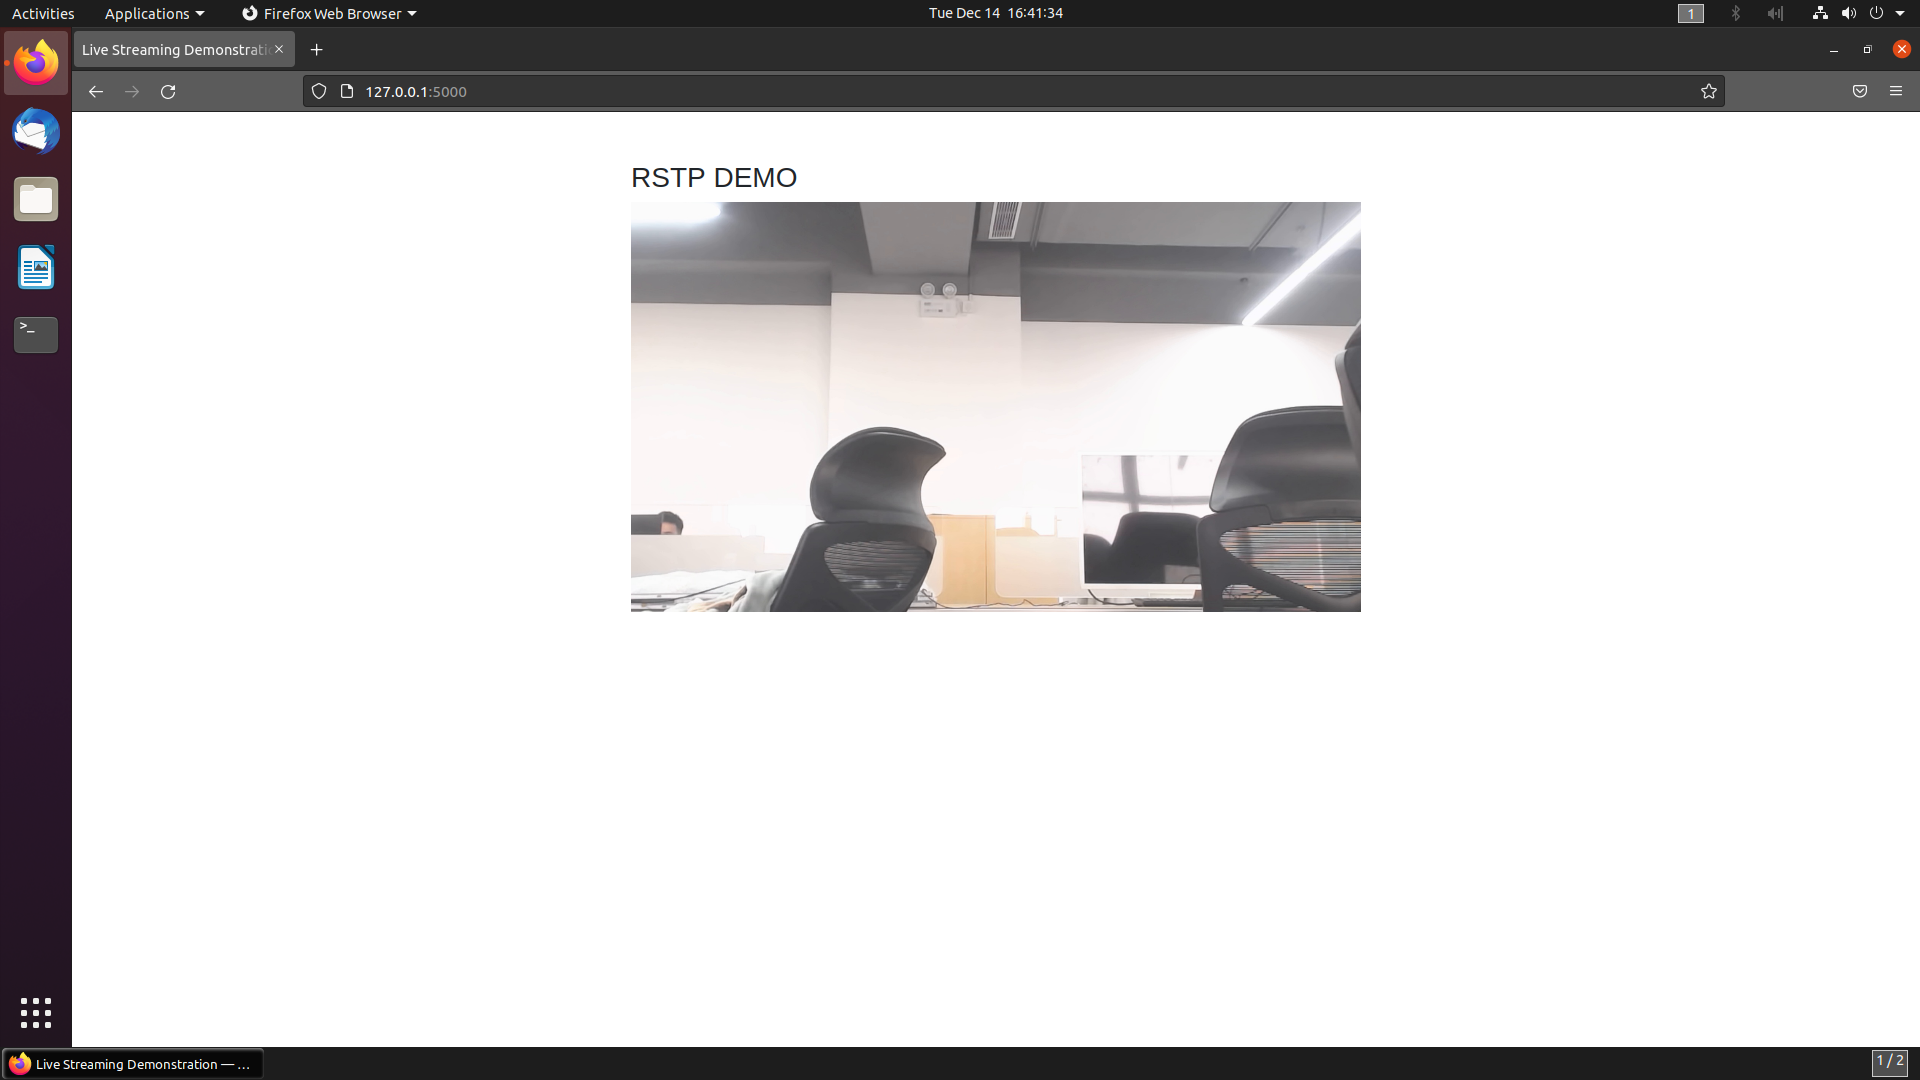 Activities
Applications
Firefox Web Browser
Tue Dec 14 16:41:34
1
Live Streaming Demonstrati
127.0.0.1:5000
RSTP DEMO
>_
Live Streaming Demonstration — …
1 / 2